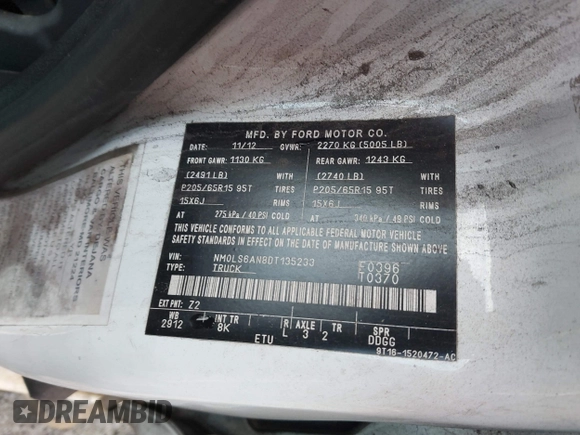 MFD. BY FORD MOTOR CO.
DATE: 11/12 GVWR: 2270 KG (5005 LB)
FRONT GAWR: 1130 KG REAR GAWR: 1243 KG
(2491 LB) WITH (2740 LB) WITH
P205/65R15 95T TIRES P205/65R15 95T TIRES
15X6J RIMS 15X6J RIMS
AT 275 kPa / 40 PSI COLD AT 340 kPa / 49 PSI COLD
THIS VEHICLE CONFORMS TO ALL APPLICABLE FEDERAL MOTOR VEHICLE
SAFETY STANDARDS IN EFFECT ON THE DATE OF MANUFACTURE SHOWN ABOVE.
VIN: NM0LS6AN8DT135233 E0396
TYPE: TRUCK T0370
EXT PNT: Z2
WB INT TR L AXLE TR SPR
2912 8K 3 2 DDGG
ETU 9T16-1520472-AC
DREAMBID